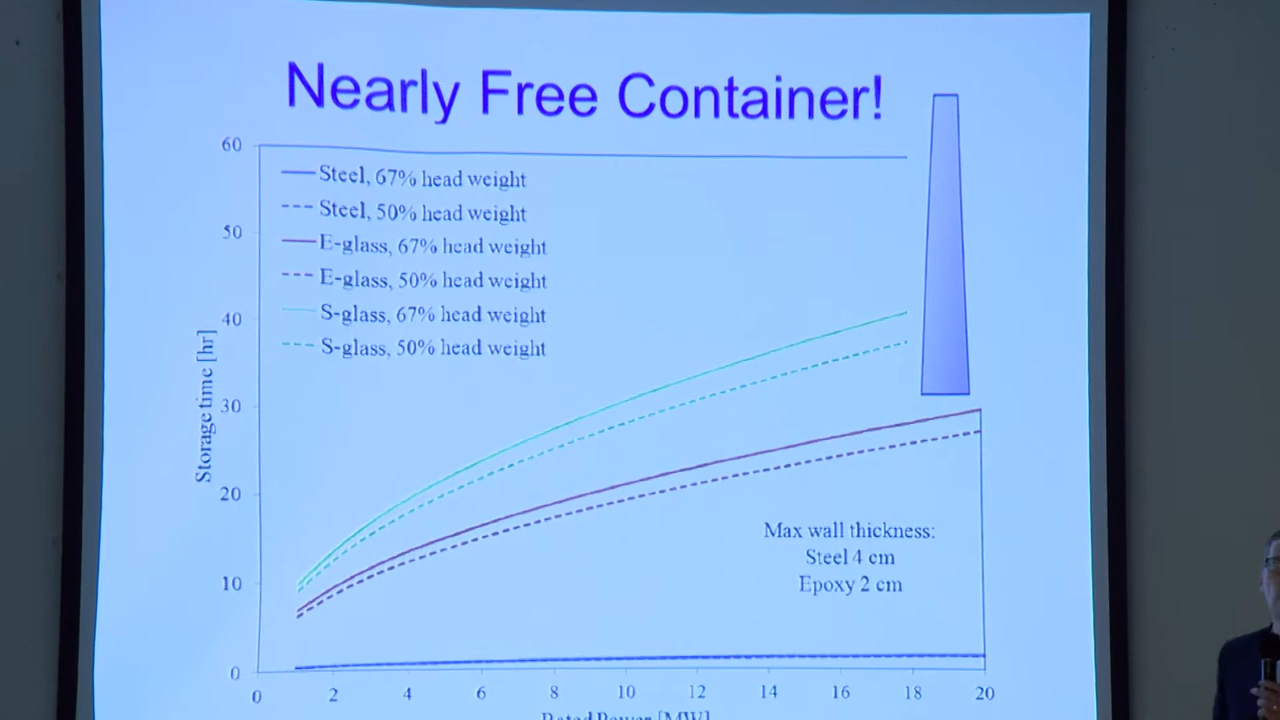 Nearly Free Container!
60
Steel, 67% head weight
Steel, 50% head weight
50
E-glass, 67% head weight
E-glass, 50% head weight
40
S-glass, 67% head weight
S-glass, 50% head weight
Storage time [hr]
30
20
Max wall thickness:
Steel 4 cm
Epoxy 2 cm
10
0
0 2 4 6 8 10 12 14 16 18 20
Rated Power [MW]